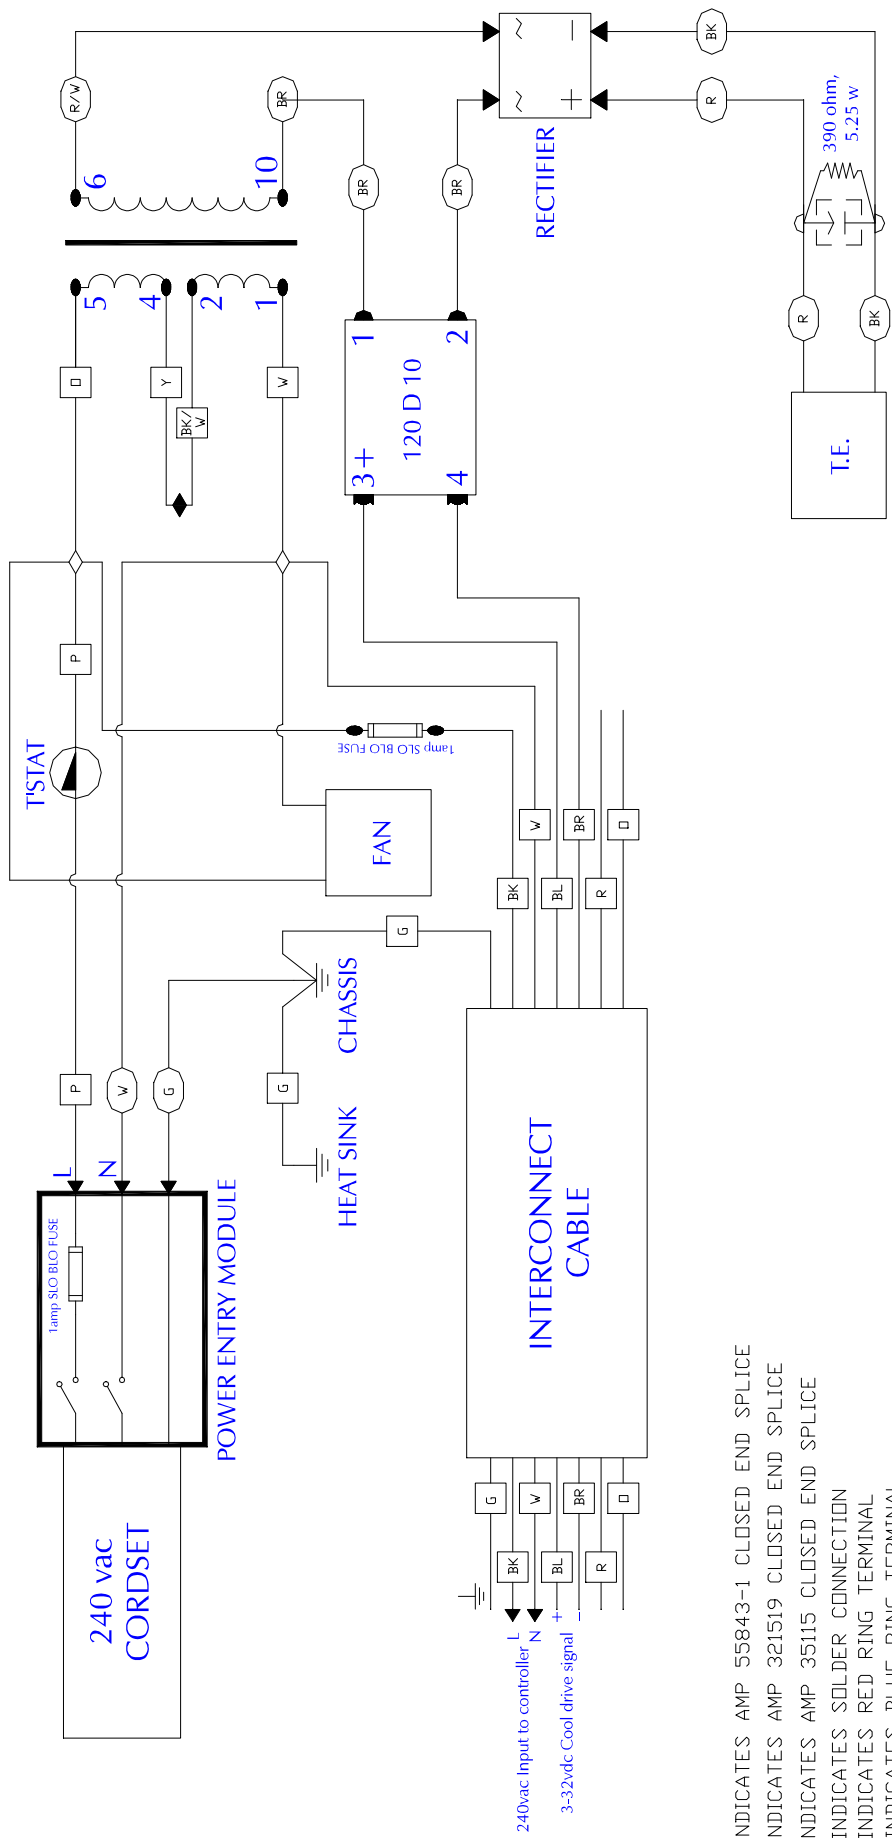 R/W
BR
6
10
5
4
2
1
O
Y
BK/
W
W
BR
BR
RECTIFIER
~
~
+
−
BK
R
390 ohm,
5.25 w
1
2
120 D 10
3+
4
R
BK
T.E.
P
T'STAT
1amp SLO BLO FUSE
FAN
W
BR
O
BK
BL
R
G
CHASSIS
P
W
G
G
HEAT SINK
L
N
1amp SLO BLO FUSE
POWER ENTRY MODULE
240 vac
CORDSET
INTERCONNECT
CABLE
G
W
BR
O
BK
BL
R
L
N
+
−
240vac Input to controller
3-32vdc Cool drive signal
NDICATES AMP 55843-1 CLOSED END SPLICE
NDICATES AMP 321519 CLOSED END SPLICE
NDICATES AMP 35115 CLOSED END SPLICE
INDICATES SOLDER CONNECTION
INDICATES RED RING TERMINAL
INDICATES BLUE RING TERMINAL